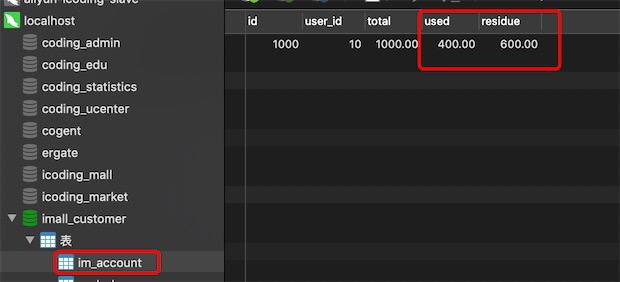 aliyun-icoding-slave
localhost
coding_admin
coding_edu
coding_statistics
coding_ucenter
cogent
ergate
icoding_mall
icoding_market
imall_customer
表
im_account
id user_id total used residue
1000 10 1000.00 400.00 600.00